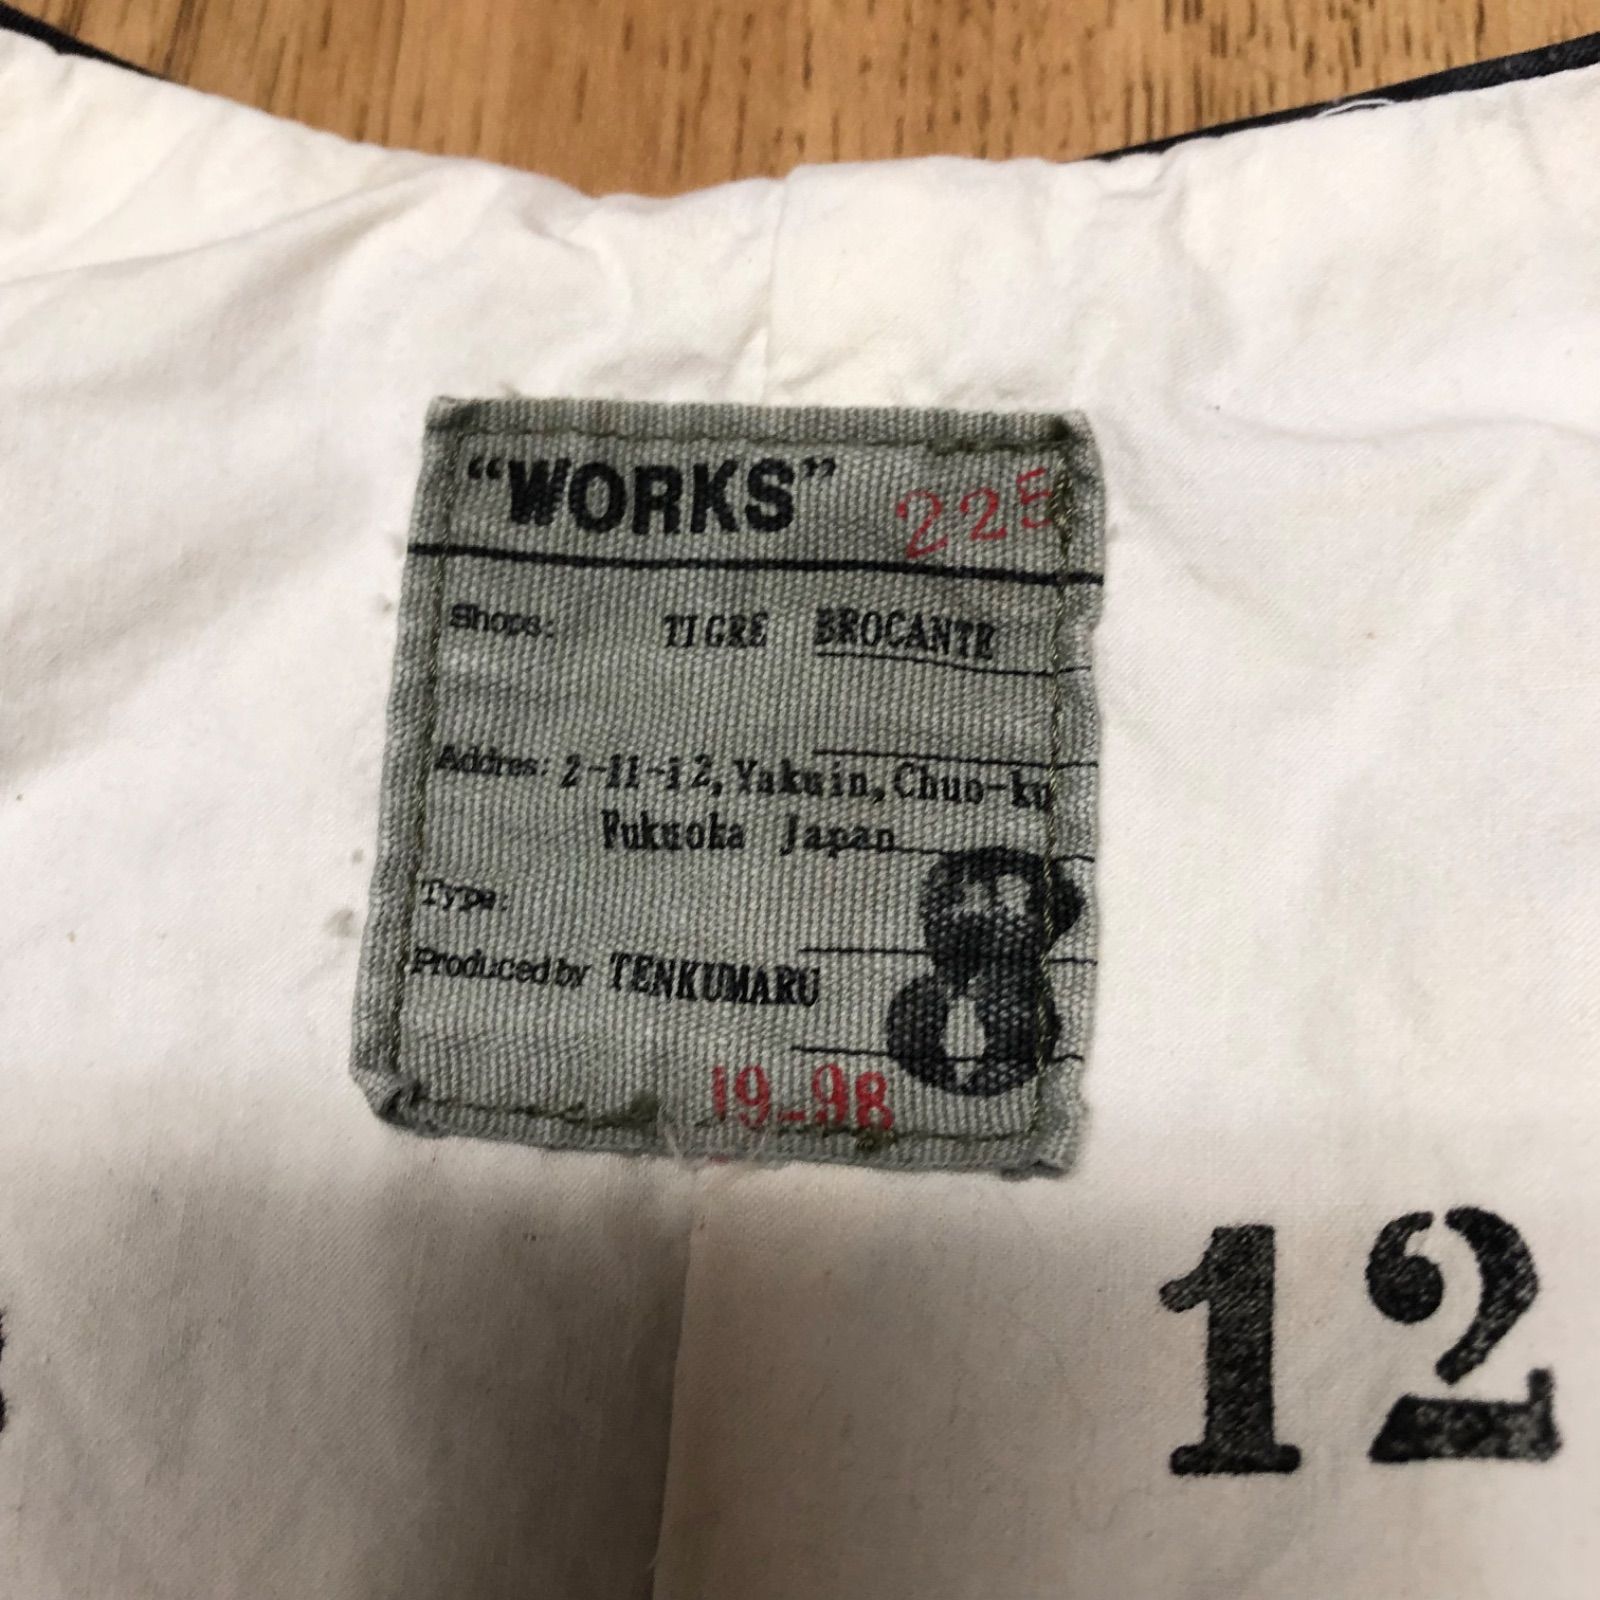 “WORKS” 225
Shops: TIGRE BROCANTE
Addres: 2-11-12, Yakuin, Chuo-ku
Fukuoka Japan
Type:
8
Produced by TENKUMARU
19-98
12